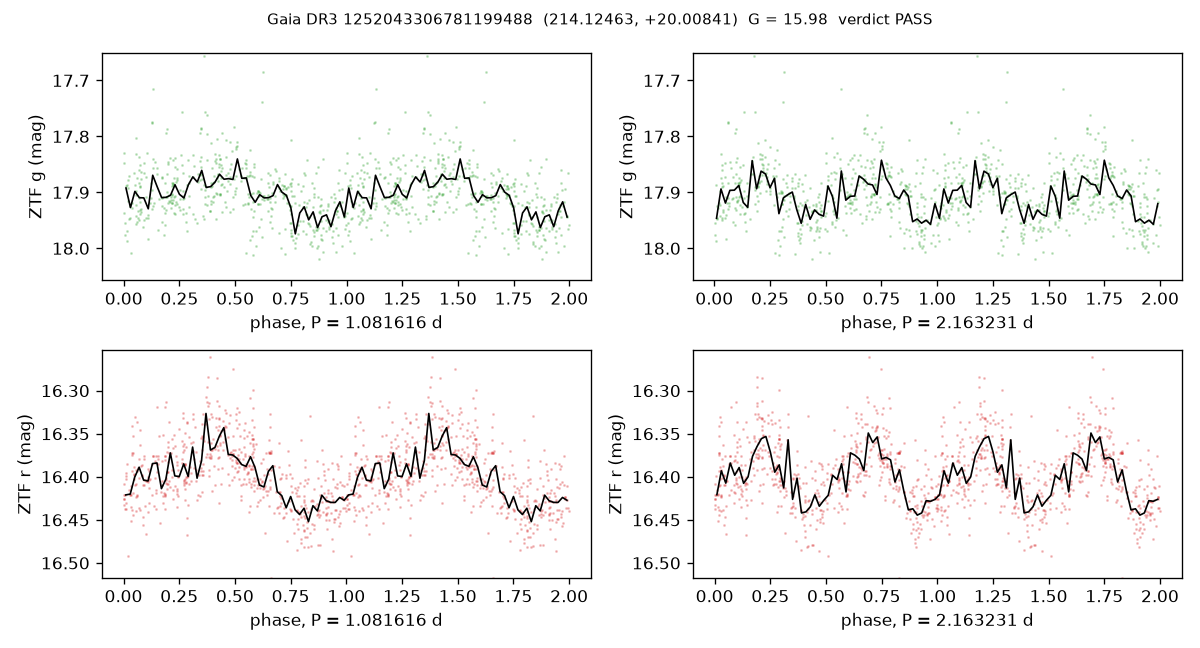 Gaia DR3 1252043306781199488  (214.12463, +20.00841)  G = 15.98  verdict PASS
ZTF g (mag)
17.7
17.8
17.9
18.0
0.00 0.25 0.50 0.75 1.00 1.25 1.50 1.75 2.00
phase, P = 1.081616 d
ZTF g (mag)
17.7
17.8
17.9
18.0
0.00 0.25 0.50 0.75 1.00 1.25 1.50 1.75 2.00
phase, P = 2.163231 d
ZTF r (mag)
16.30
16.35
16.40
16.45
16.50
0.00 0.25 0.50 0.75 1.00 1.25 1.50 1.75 2.00
phase, P = 1.081616 d
ZTF r (mag)
16.30
16.35
16.40
16.45
16.50
0.00 0.25 0.50 0.75 1.00 1.25 1.50 1.75 2.00
phase, P = 2.163231 d